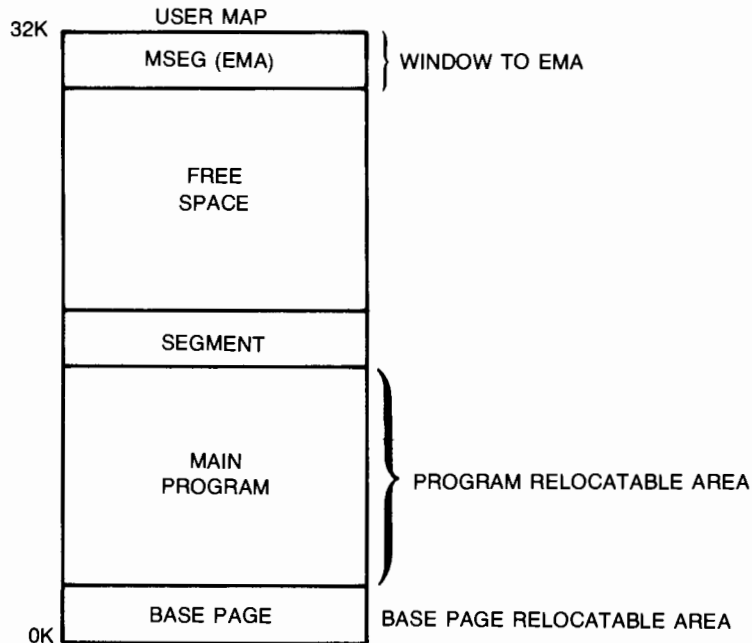 USER MAP
32K
MSEG (EMA)
WINDOW TO EMA
FREE
SPACE
SEGMENT
MAIN
PROGRAM
PROGRAM RELOCATABLE AREA
BASE PAGE
BASE PAGE RELOCATABLE AREA
0K